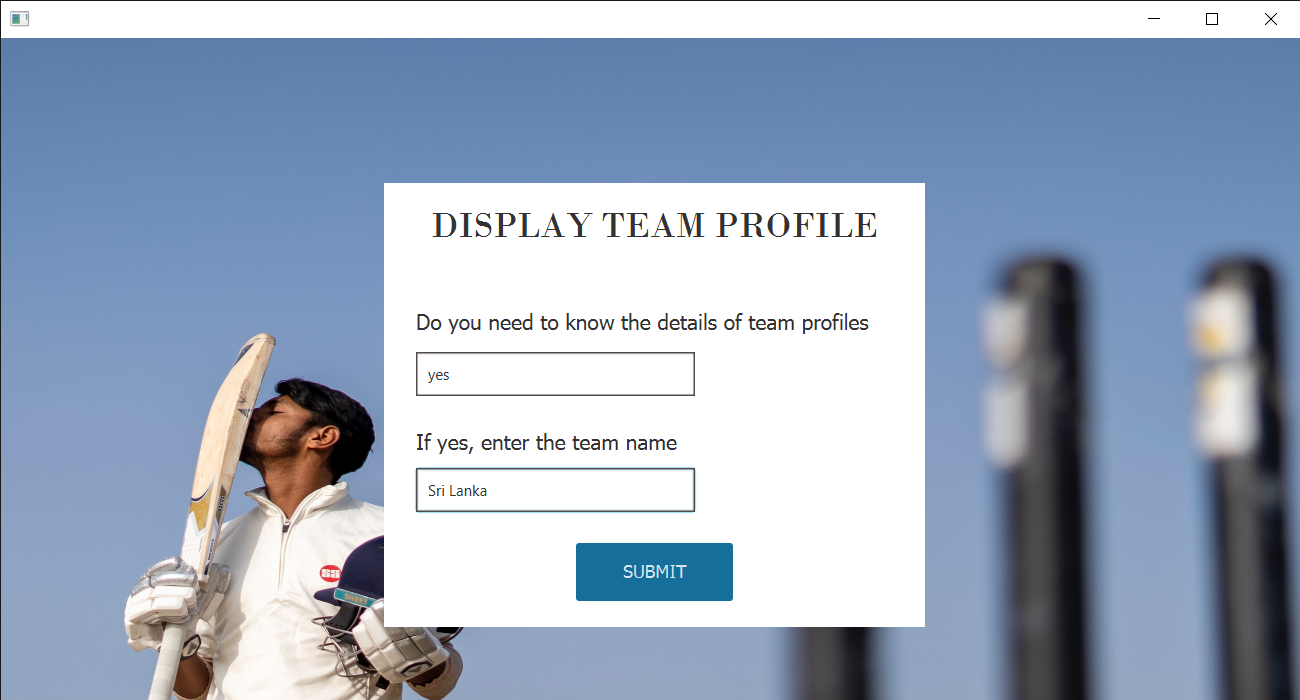 DISPLAY TEAM PROFILE
Do you need to know the details of team profiles
yes
If yes, enter the team name
Sri Lanka
SUBMIT
SS